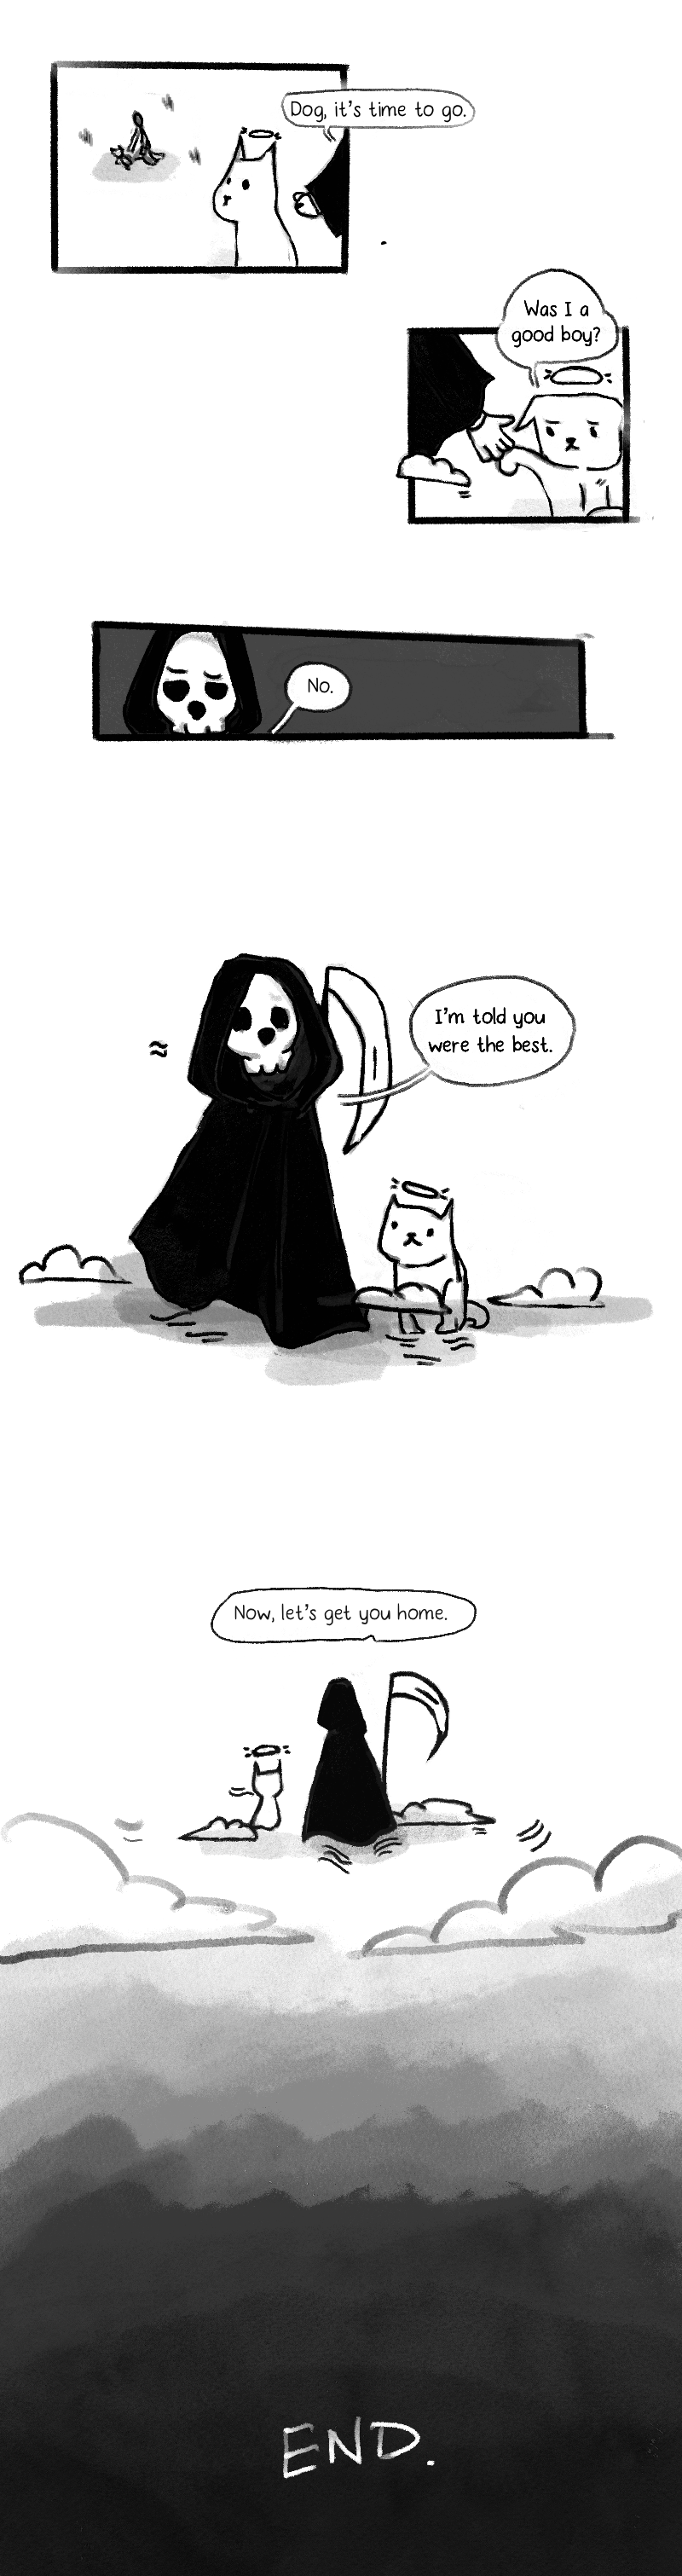 Dog, it's time to go.
Was I a
good boy?
No.
I'm told you
were the best.
Now, let's get you home.
END.